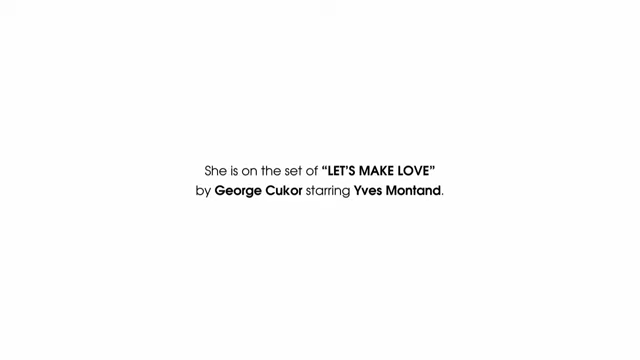 She is on the set of “LET’S MAKE LOVE”
by George Cukor starring Yves Montand.